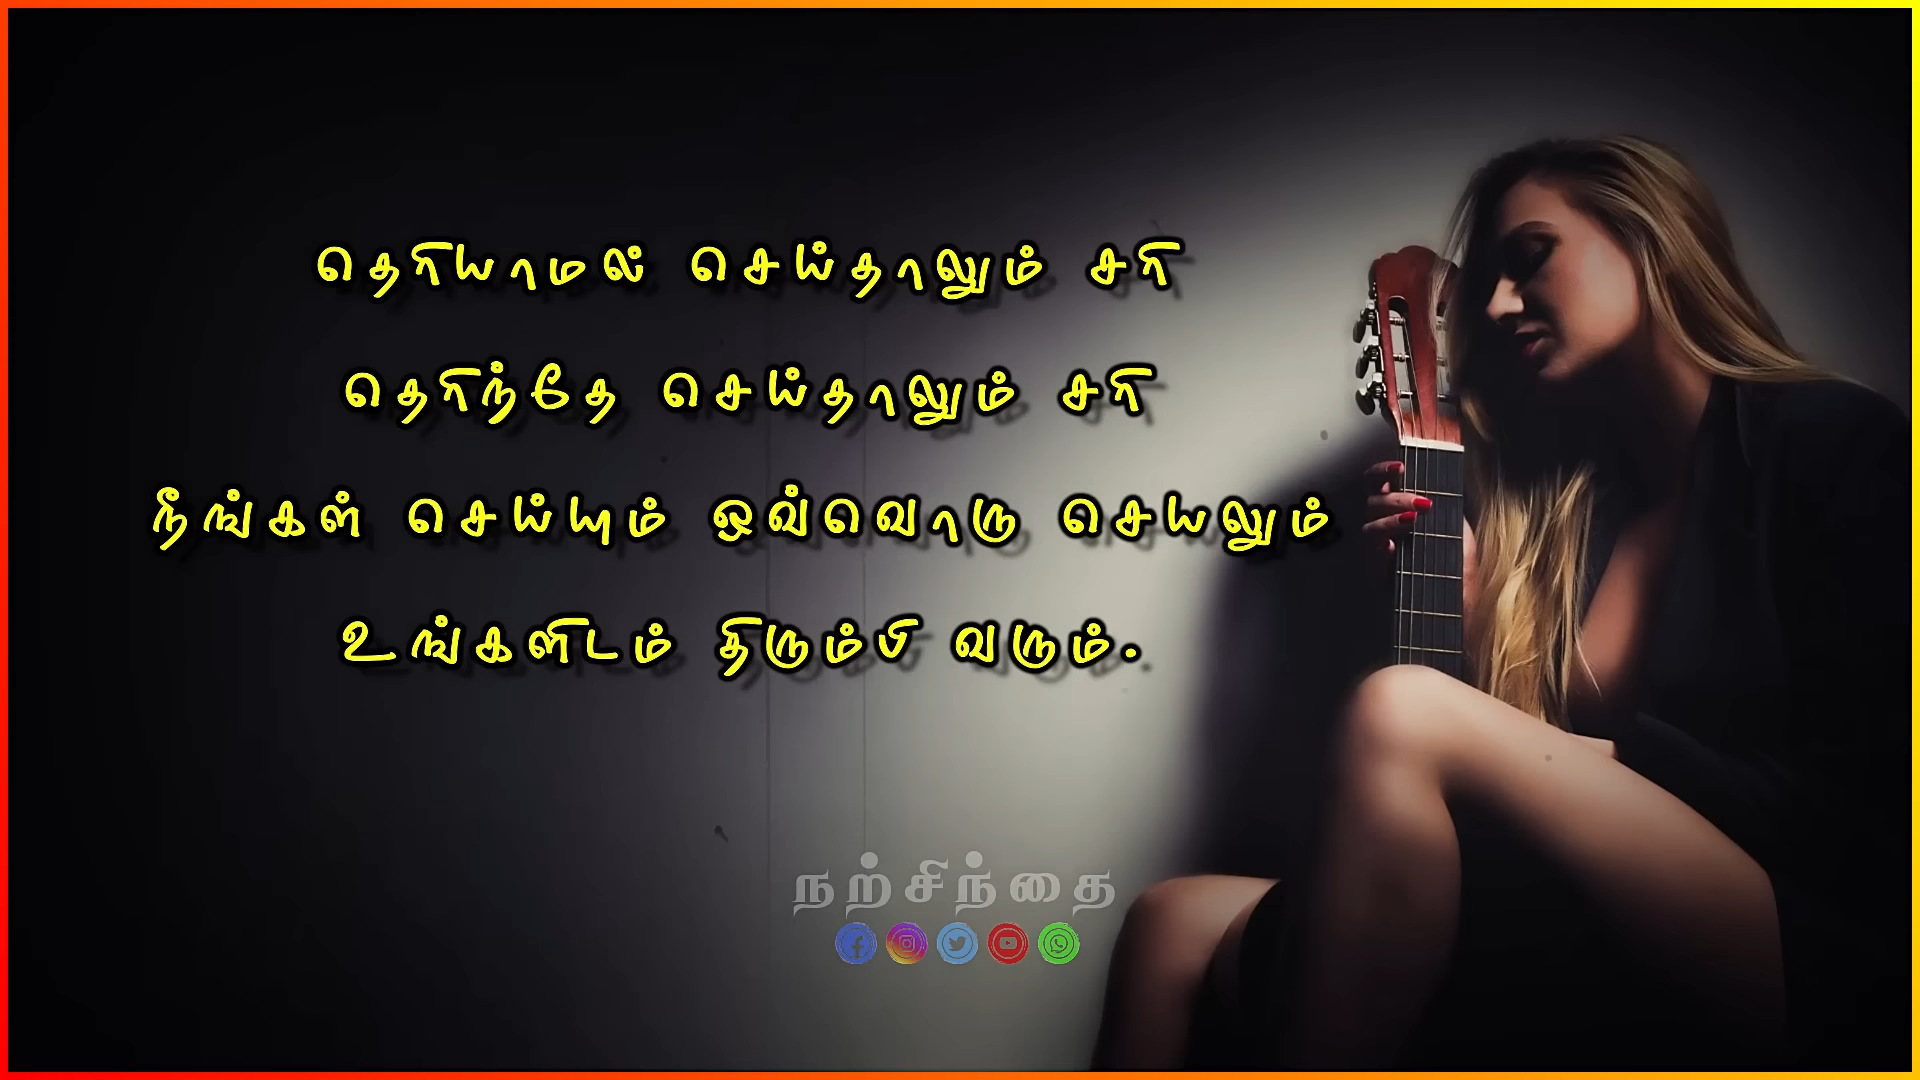 தெரியாமல் செய்தாலும் சரி
தெரிந்தே செய்தாலும் சரி
நீங்கள் செய்யும் ஒவ்வொரு செயலும்
உங்களிடம் திரும்பி வரும்.
நற்சிந்தை